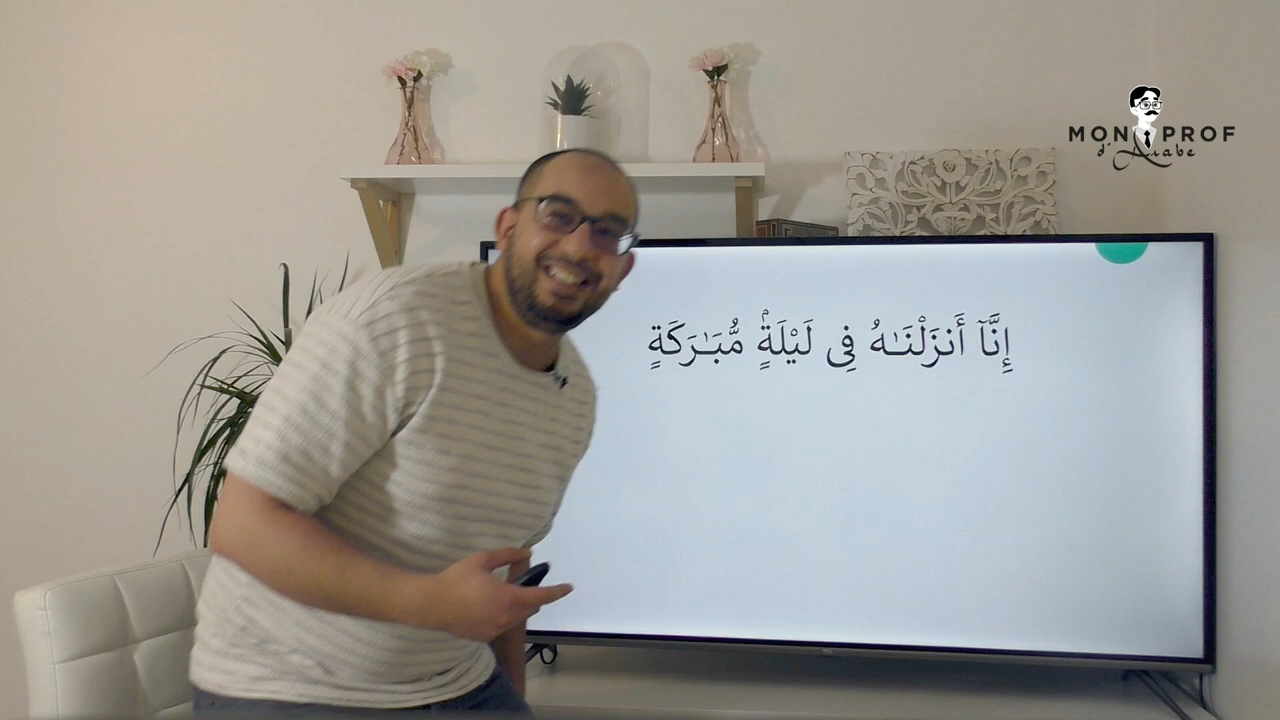 MON PROF
d'Arabe
إِنَّآ أَنزَلْنَـٰهُ فِى لَيْلَةٍۢ مُّبَـٰرَكَةٍ